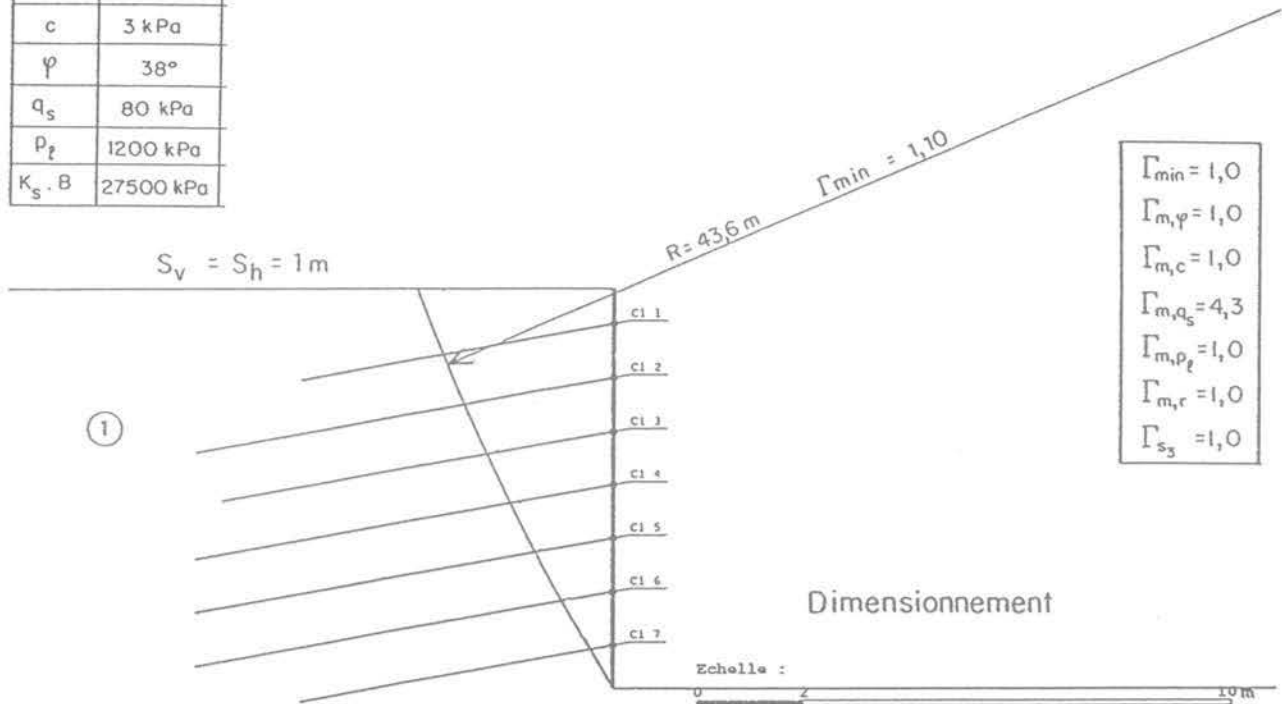 c 3 kPa
φ 38°
q_s 80 kPa
P_ℓ 1200 kPa
K_s . B 27500 kPa
S_v = S_h = 1 m
R = 43,6 m
Γmin = 1,10
Γmin = 1,0
Γm,φ = 1,0
Γm,c = 1,0
Γm,q_s = 4,3
Γm,p_ℓ = 1,0
Γm,r = 1,0
Γs_3 = 1,0
Cl 1
Cl 2
Cl 3
Cl 4
Cl 5
Cl 6
Cl 7
1
Dimensionnement
Echelle :
0 2 10 m